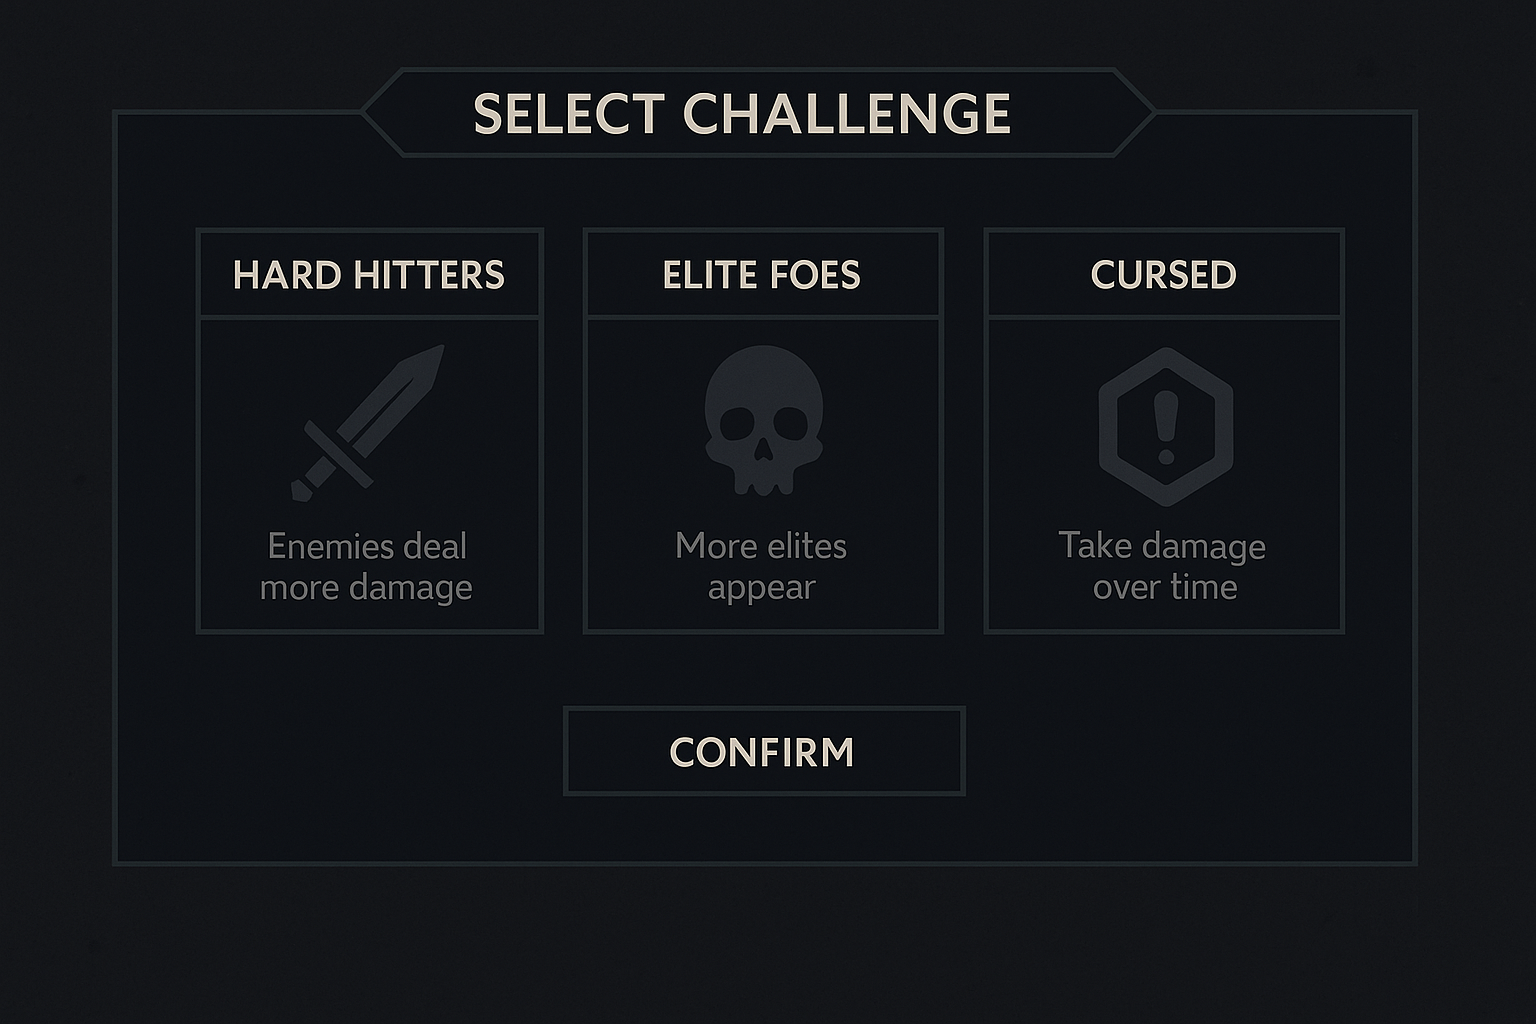 SELECT CHALLENGE
HARD HITTERS
Enemies deal
more damage
ELITE FOES
More elites
appear
CURSED
Take damage
over time
CONFIRM